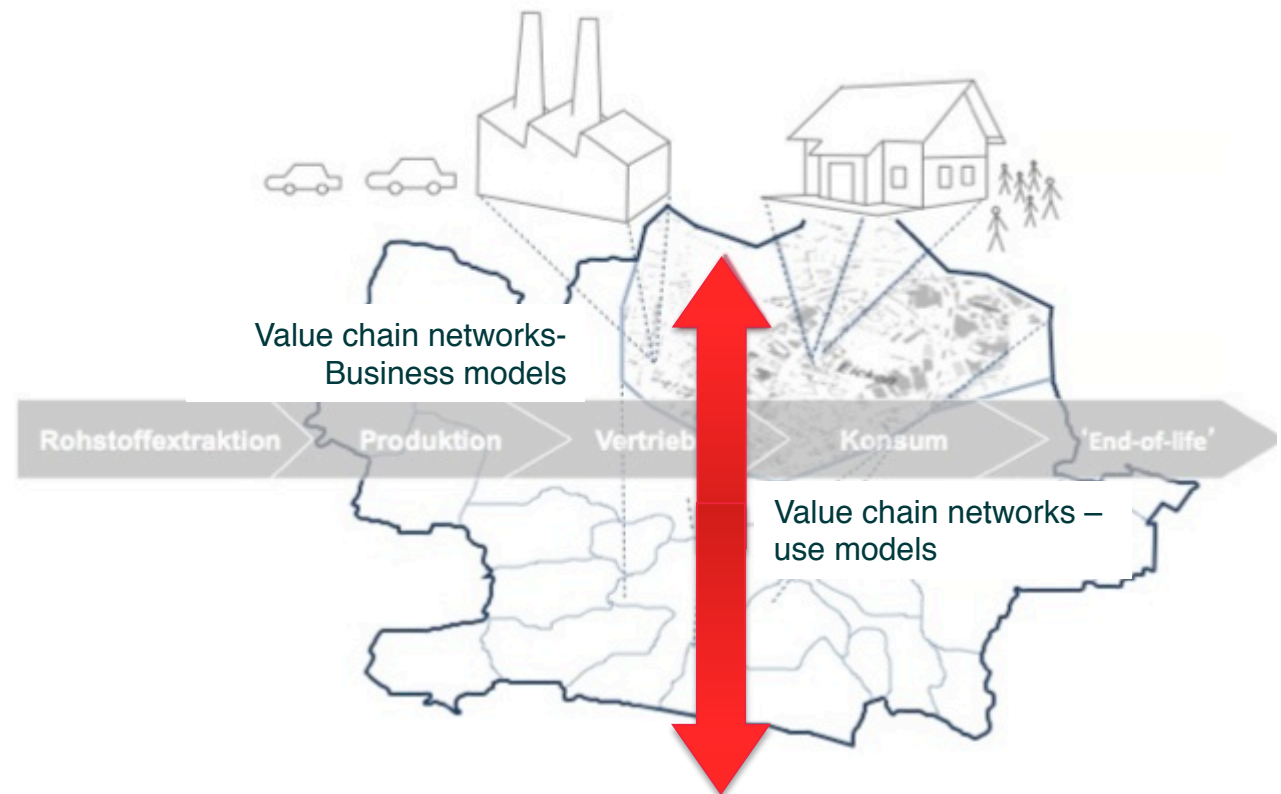 Value chain networks-
Business models
Rohstoffextraktion
Produktion
Vertrieb
Konsum
'End-of-life'
Value chain networks –
use models